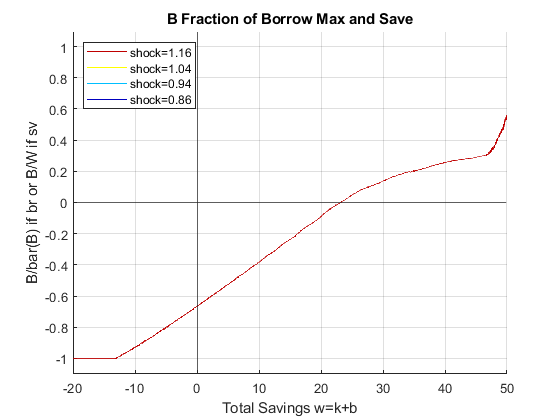 B Fraction of Borrow Max and Save
shock=1.16
shock=1.04
shock=0.94
shock=0.86
B/bar(B) if br or B/W if sv
1
0.8
0.6
0.4
0.2
0
-0.2
-0.4
-0.6
-0.8
-1
-20 -10 0 10 20 30 40 50
Total Savings w=k+b